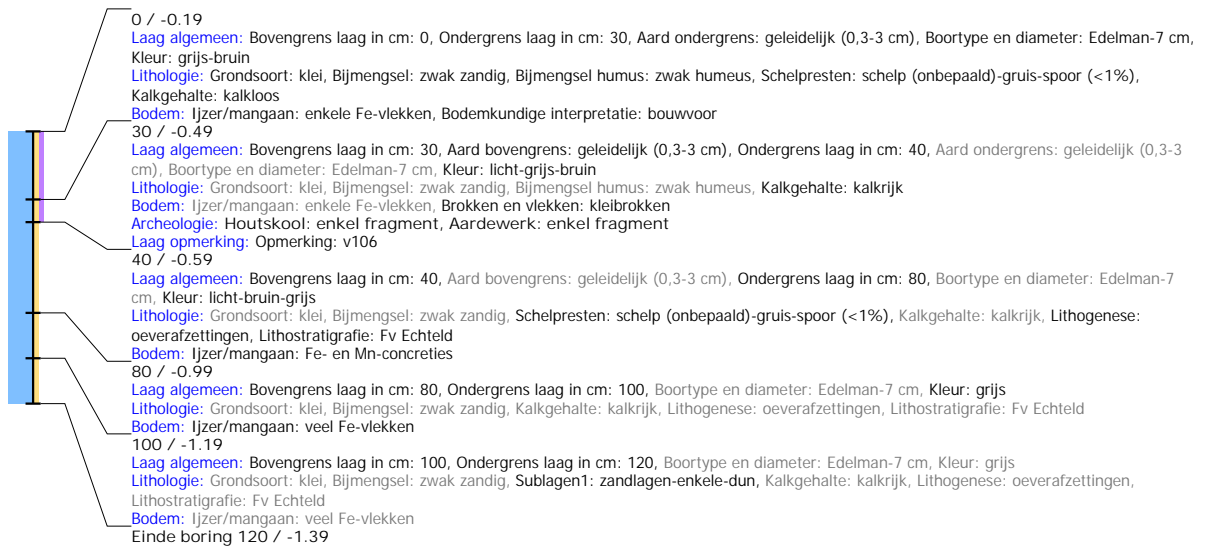 0 / -0.19
Laag algemeen: Bovengrens laag in cm: 0, Ondergrens laag in cm: 30, Aard ondergrens: geleidelijk (0,3-3 cm), Boortype en diameter: Edelman-7 cm,
Kleur: grijs-bruin
Lithologie: Grondsoort: klei, Bijmengsel: zwak zandig, Bijmengsel humus: zwak humeus, Schelpresten: schelp (onbepaald)-gruis-spoor (<1%),
Kalkgehalte: kalkloos
Bodem: Ijzer/mangaan: enkele Fe-vlekken, Bodemkundige interpretatie: bouwvoor
30 / -0.49
Laag algemeen: Bovengrens laag in cm: 30, Aard bovengrens: geleidelijk (0,3-3 cm), Ondergrens laag in cm: 40, Aard ondergrens: geleidelijk (0,3-3
cm), Boortype en diameter: Edelman-7 cm, Kleur: licht-grijs-bruin
Lithologie: Grondsoort: klei, Bijmengsel: zwak zandig, Bijmengsel humus: zwak humeus, Kalkgehalte: kalkrijk
Bodem: Ijzer/mangaan: enkele Fe-vlekken, Brokken en vlekken: kleibrokken
Archeologie: Houtskool: enkel fragment, Aardewerk: enkel fragment
Laag opmerking: Opmerking: v106
40 / -0.59
Laag algemeen: Bovengrens laag in cm: 40, Aard bovengrens: geleidelijk (0,3-3 cm), Ondergrens laag in cm: 80, Boortype en diameter: Edelman-7
cm, Kleur: licht-bruin-grijs
Lithologie: Grondsoort: klei, Bijmengsel: zwak zandig, Schelpresten: schelp (onbepaald)-gruis-spoor (<1%), Kalkgehalte: kalkrijk, Lithogenese:
oeverafzettingen, Lithostratigrafie: Fv Echteld
Bodem: Ijzer/mangaan: Fe- en Mn-concreties
80 / -0.99
Laag algemeen: Bovengrens laag in cm: 80, Ondergrens laag in cm: 100, Boortype en diameter: Edelman-7 cm, Kleur: grijs
Lithologie: Grondsoort: klei, Bijmengsel: zwak zandig, Kalkgehalte: kalkrijk, Lithogenese: oeverafzettingen, Lithostratigrafie: Fv Echteld
Bodem: Ijzer/mangaan: veel Fe-vlekken
100 / -1.19
Laag algemeen: Bovengrens laag in cm: 100, Ondergrens laag in cm: 120, Boortype en diameter: Edelman-7 cm, Kleur: grijs
Lithologie: Grondsoort: klei, Bijmengsel: zwak zandig, Sublagen1: zandlagen-enkele-dun, Kalkgehalte: kalkrijk, Lithogenese: oeverafzettingen,
Lithostratigrafie: Fv Echteld
Bodem: Ijzer/mangaan: veel Fe-vlekken
Einde boring 120 / -1.39